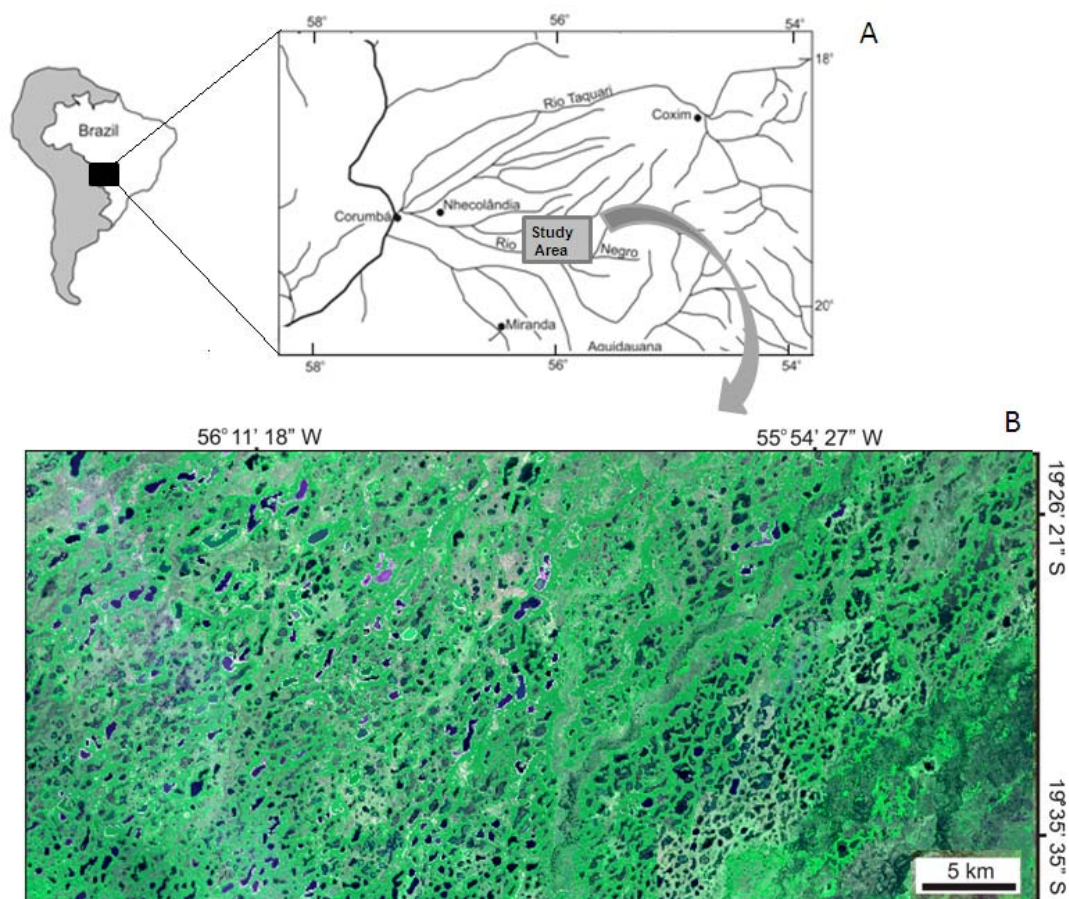 A
58°
56°
54°
18°
Brazil
Rio Taquari
Coxim
Nhecolândia
Corumbá
Study
Area
Rio
Negro
20°
Miranda
Aquidauana
58°
56°
54°
B
56° 11' 18" W
55° 54' 27" W
19° 26' 21" S
19° 35' 35" S
5 km